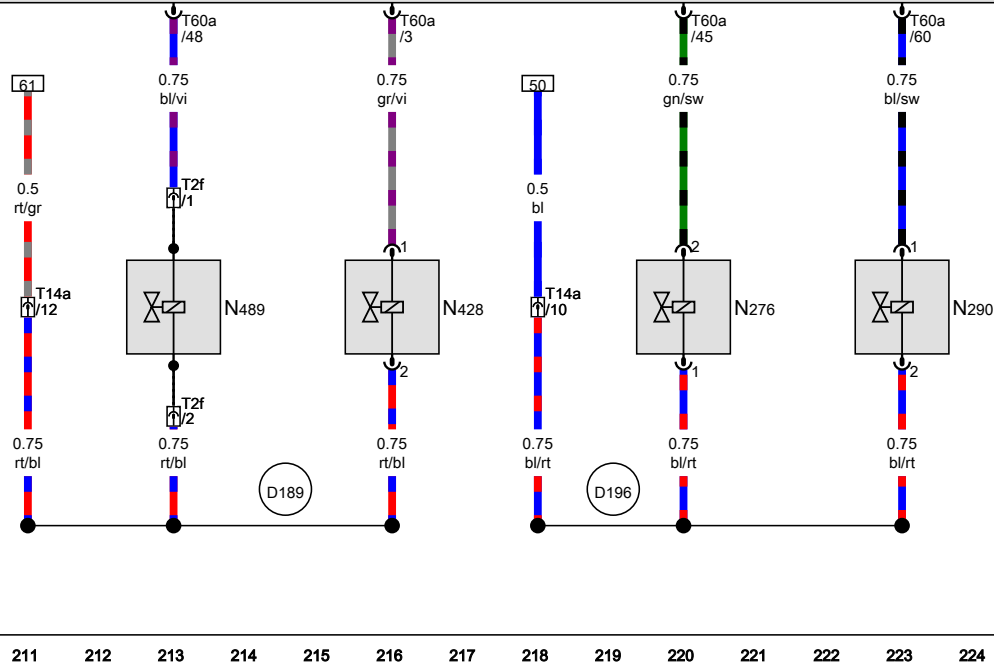 T60a
/48
T60a
/3
T60a
/45
T60a
/60
61
0.75
bl/vi
0.75
gr/vi
50
0.75
gn/sw
0.75
bl/sw
0.5
rt/gr
T2f
/1
0.5
bl
1
2
1
T14a
/12
N489
N428
T14a
/10
N276
N290
2
1
2
T2f
/2
0.75
rt/bl
0.75
rt/bl
0.75
rt/bl
0.75
bl/rt
0.75
bl/rt
0.75
bl/rt
D189
D196
211 212 213 214 215 216 217 218 219 220 221 222 223 224